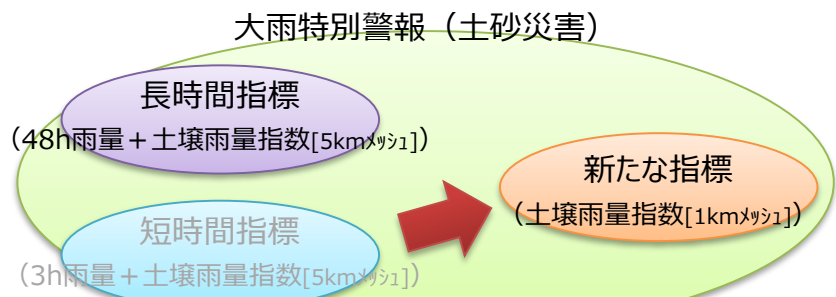 大雨特別警報（土砂災害）
長時間指標
（48h雨量＋土壌雨量指数[5kmﾒｯｼｭ]）
新たな指標
（土壌雨量指数[1kmﾒｯｼｭ]）
短時間指標
（3h雨量＋土壌雨量指数[5kmﾒｯｼｭ]）